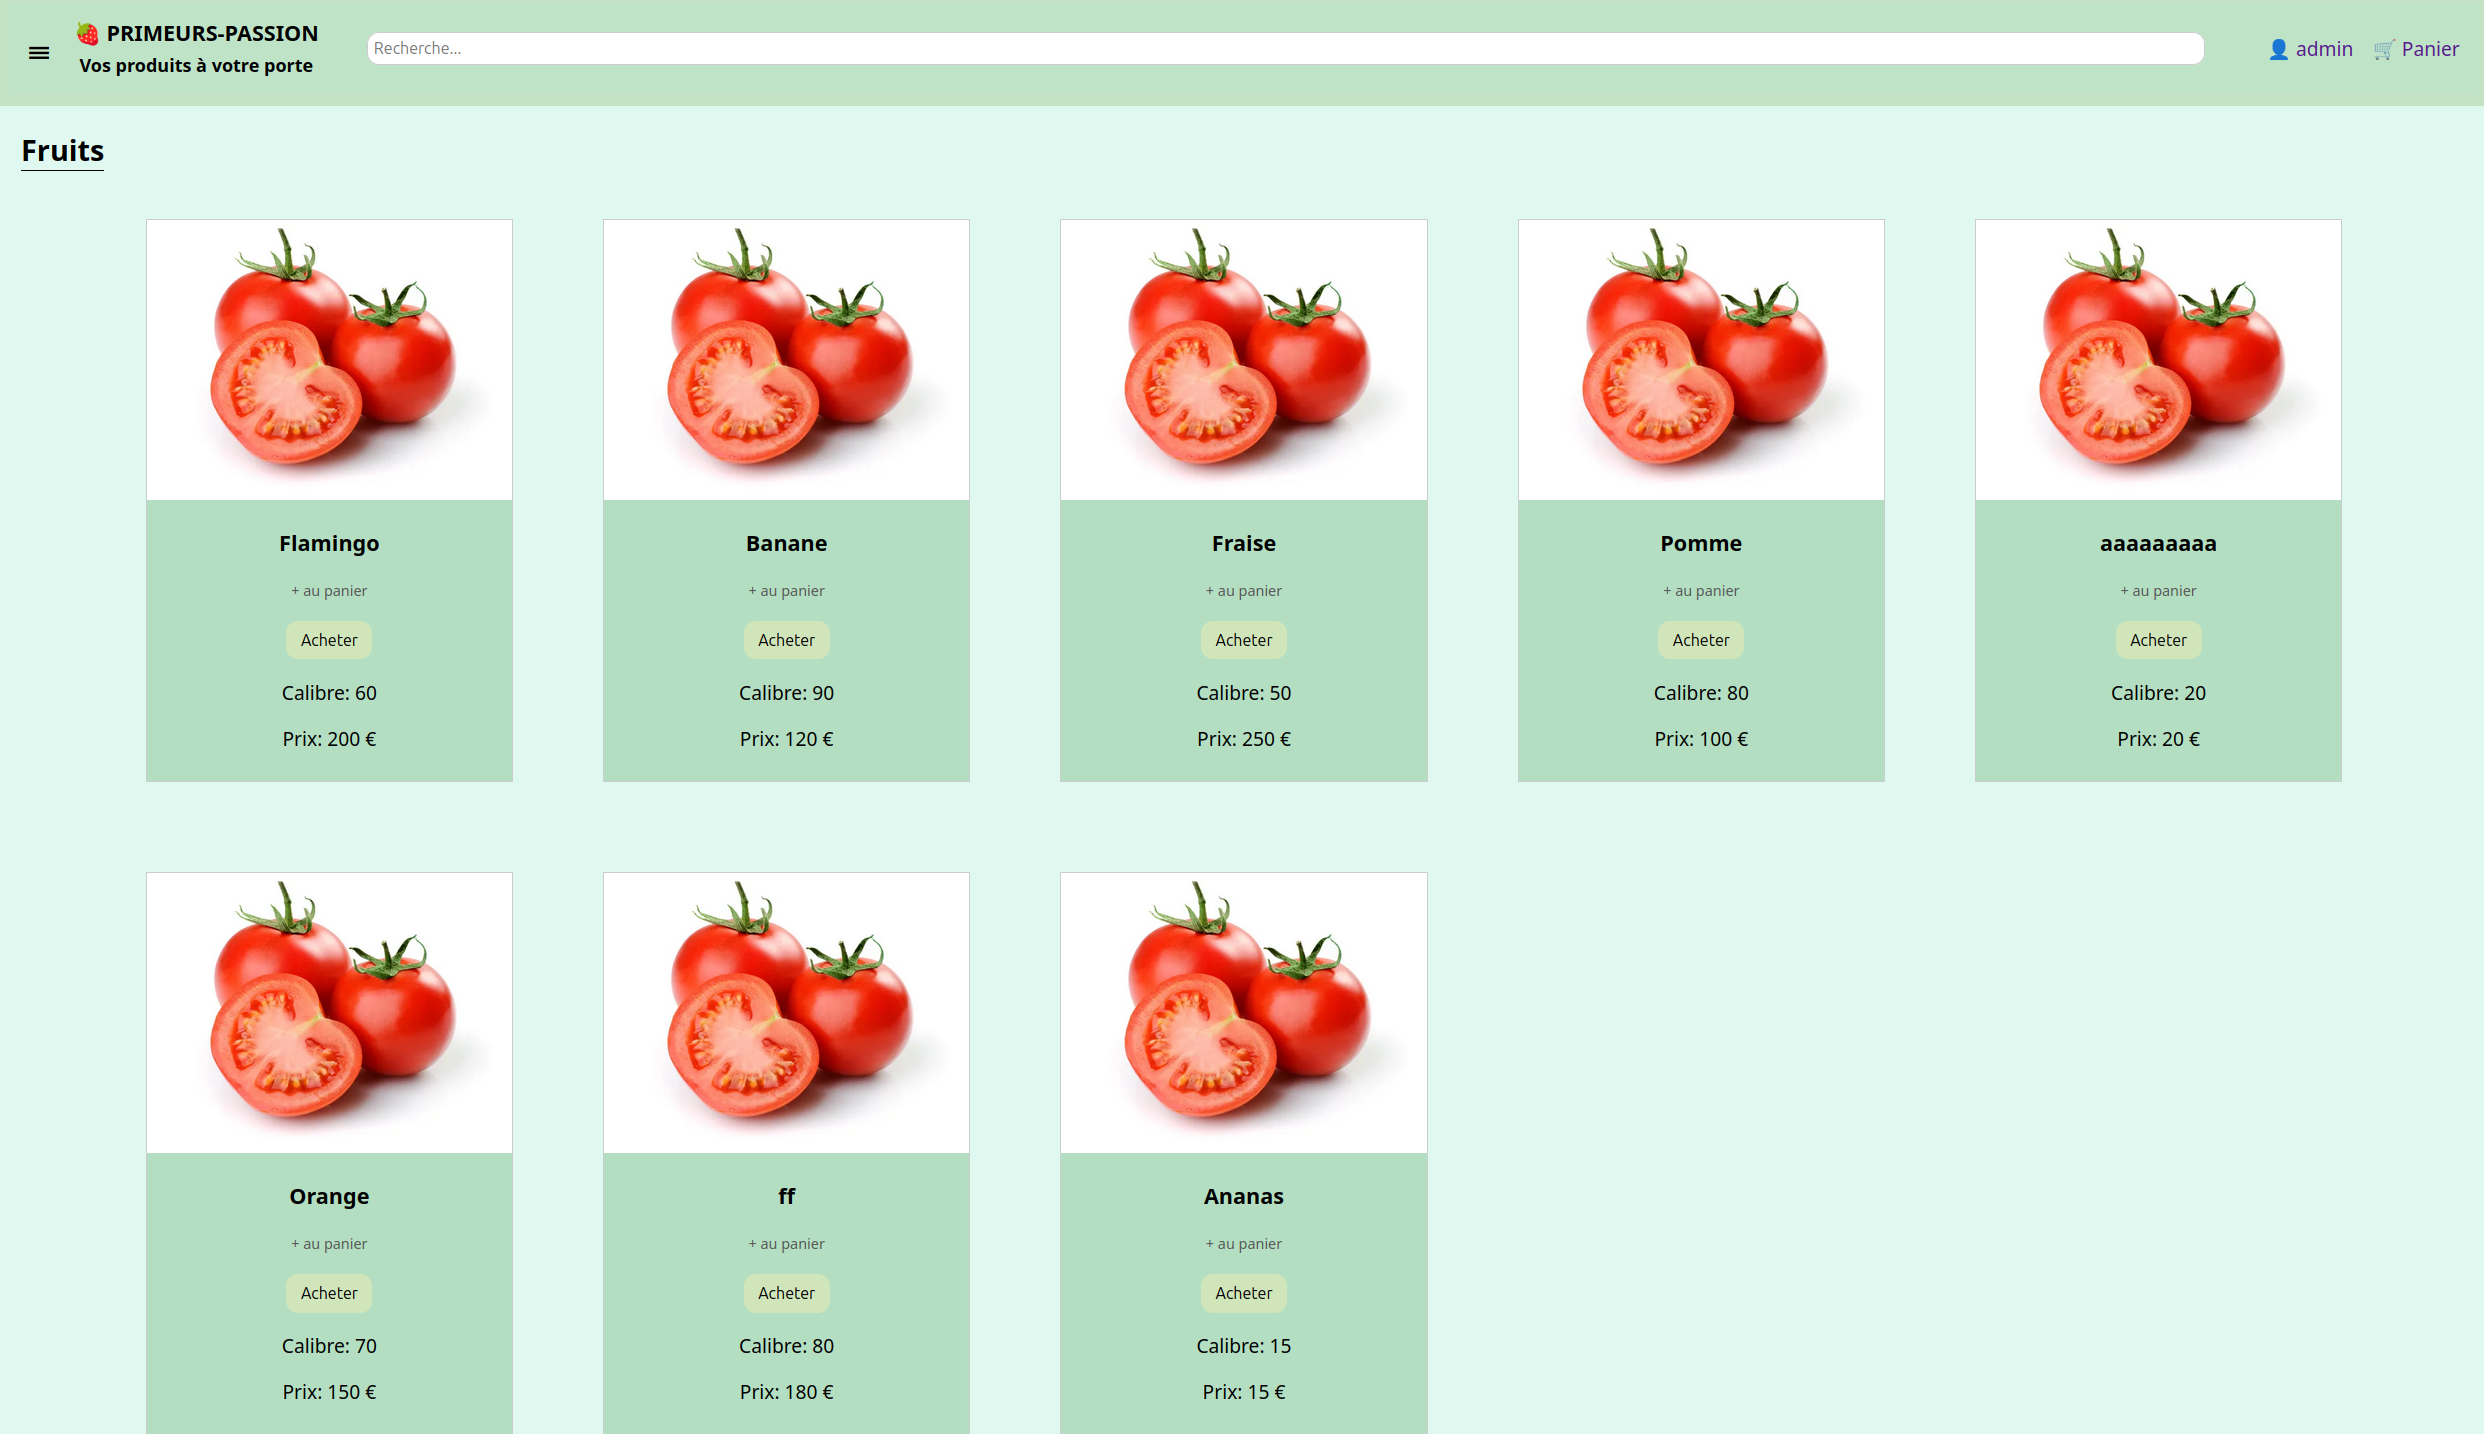 PRIMEURS-PASSION
Vos produits à votre porte
Recherche...
admin
Panier
Fruits
Flamingo
+ au panier
Acheter
Calibre: 60
Prix: 200 €
Banane
+ au panier
Acheter
Calibre: 90
Prix: 120 €
Fraise
+ au panier
Acheter
Calibre: 50
Prix: 250 €
Pomme
+ au panier
Acheter
Calibre: 80
Prix: 100 €
aaaaaaaaa
+ au panier
Acheter
Calibre: 20
Prix: 20 €
Orange
+ au panier
Acheter
Calibre: 70
Prix: 150 €
ff
+ au panier
Acheter
Calibre: 80
Prix: 180 €
Ananas
+ au panier
Acheter
Calibre: 15
Prix: 15 €